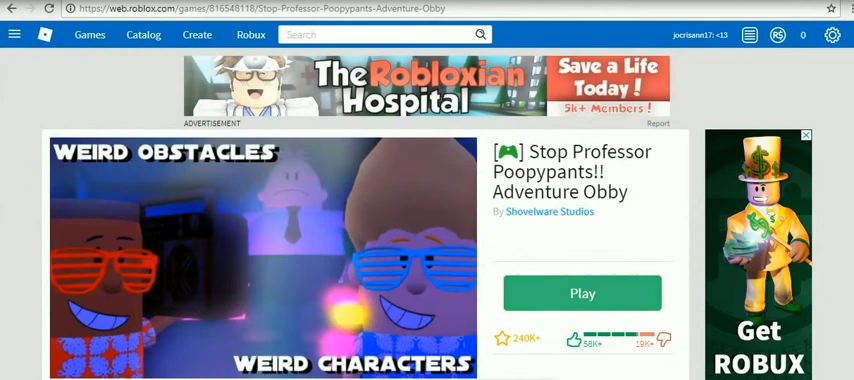 https://web.roblox.com/games/816548118/Stop-Professor-Poopypants-Adventure-Obby
Games Catalog Create Robux Search jocrisann17: <13 R$ 0
The Robloxian Hospital
Save a Life Today!
5k+ Members!
ADVERTISEMENT Report
WEIRD OBSTACLES
WEIRD CHARACTERS
[🎮] Stop Professor
Poopypants!!
Adventure Obby
By Shovelware Studios
Play
240K+ 58K+ 19K+
Get
ROBUX